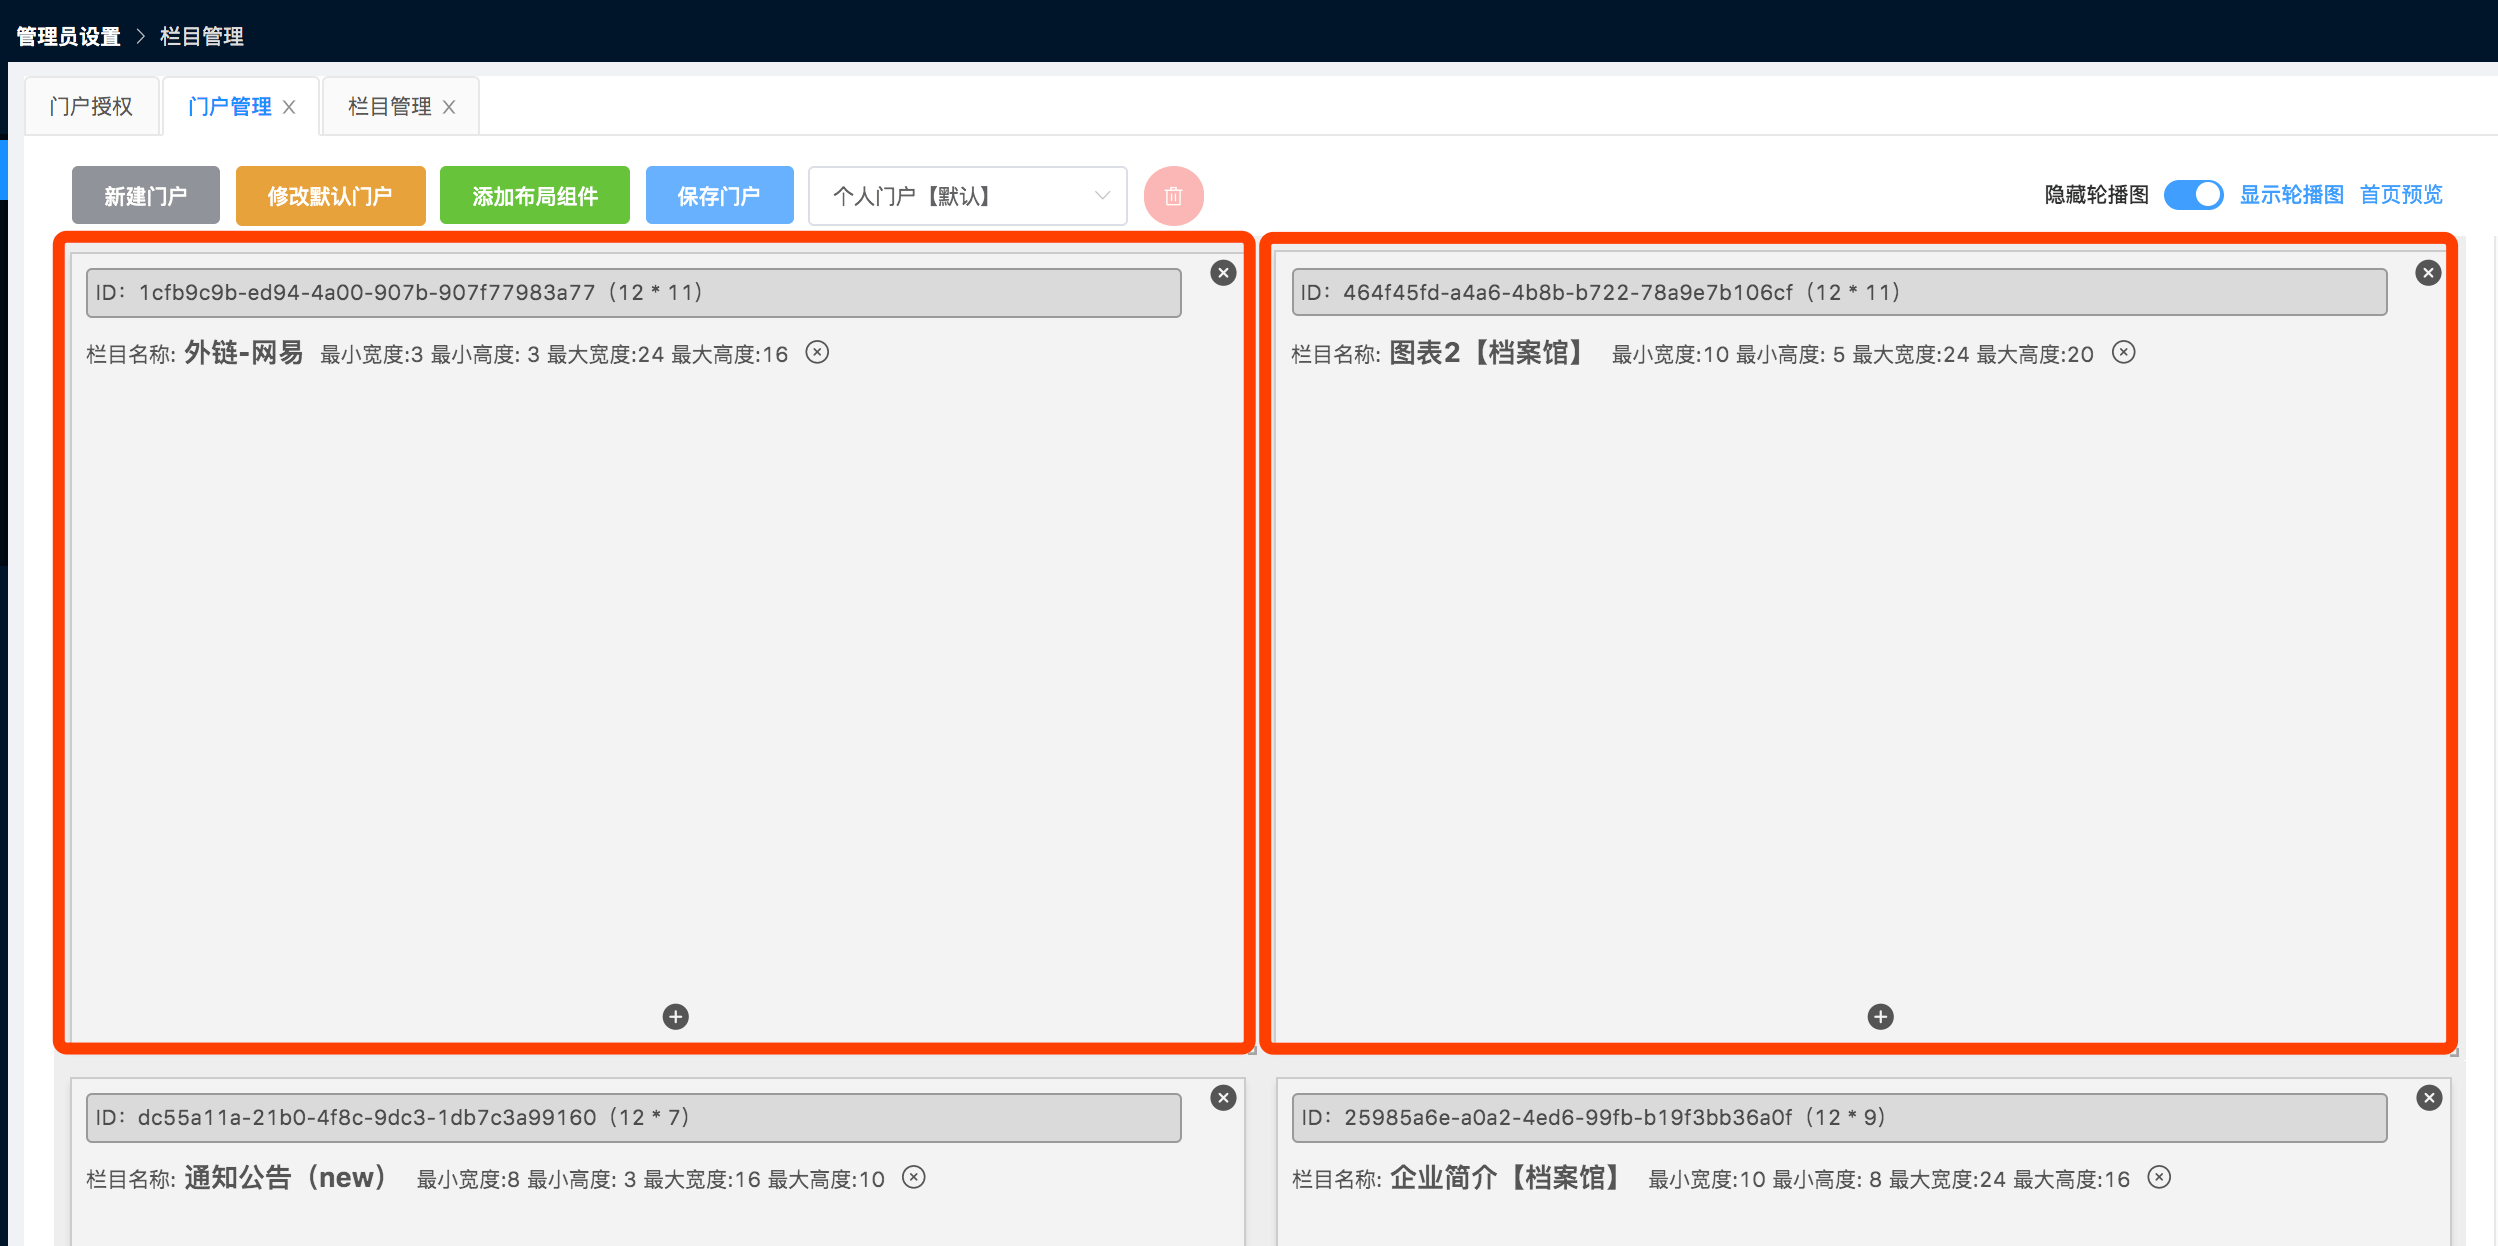 管理员设置 > 栏目管理
门户授权 门户管理 × 栏目管理 ×
新建门户 修改默认门户 添加布局组件 保存门户 个人门户【默认】 隐藏轮播图 显示轮播图 首页预览
ID：1cfb9c9b-ed94-4a00-907b-907f77983a77（12 * 11）
栏目名称: 外链-网易 最小宽度:3 最小高度: 3 最大宽度:24 最大高度:16
ID：464f45fd-a4a6-4b8b-b722-78a9e7b106cf（12 * 11）
栏目名称: 图表2【档案馆】 最小宽度:10 最小高度: 5 最大宽度:24 最大高度:20
ID：dc55a11a-21b0-4f8c-9dc3-1db7c3a99160（12 * 7）
栏目名称: 通知公告（new） 最小宽度:8 最小高度: 3 最大宽度:16 最大高度:10
ID：25985a6e-a0a2-4ed6-99fb-b19f3bb36a0f（12 * 9）
栏目名称: 企业简介【档案馆】 最小宽度:10 最小高度: 8 最大宽度:24 最大高度:16